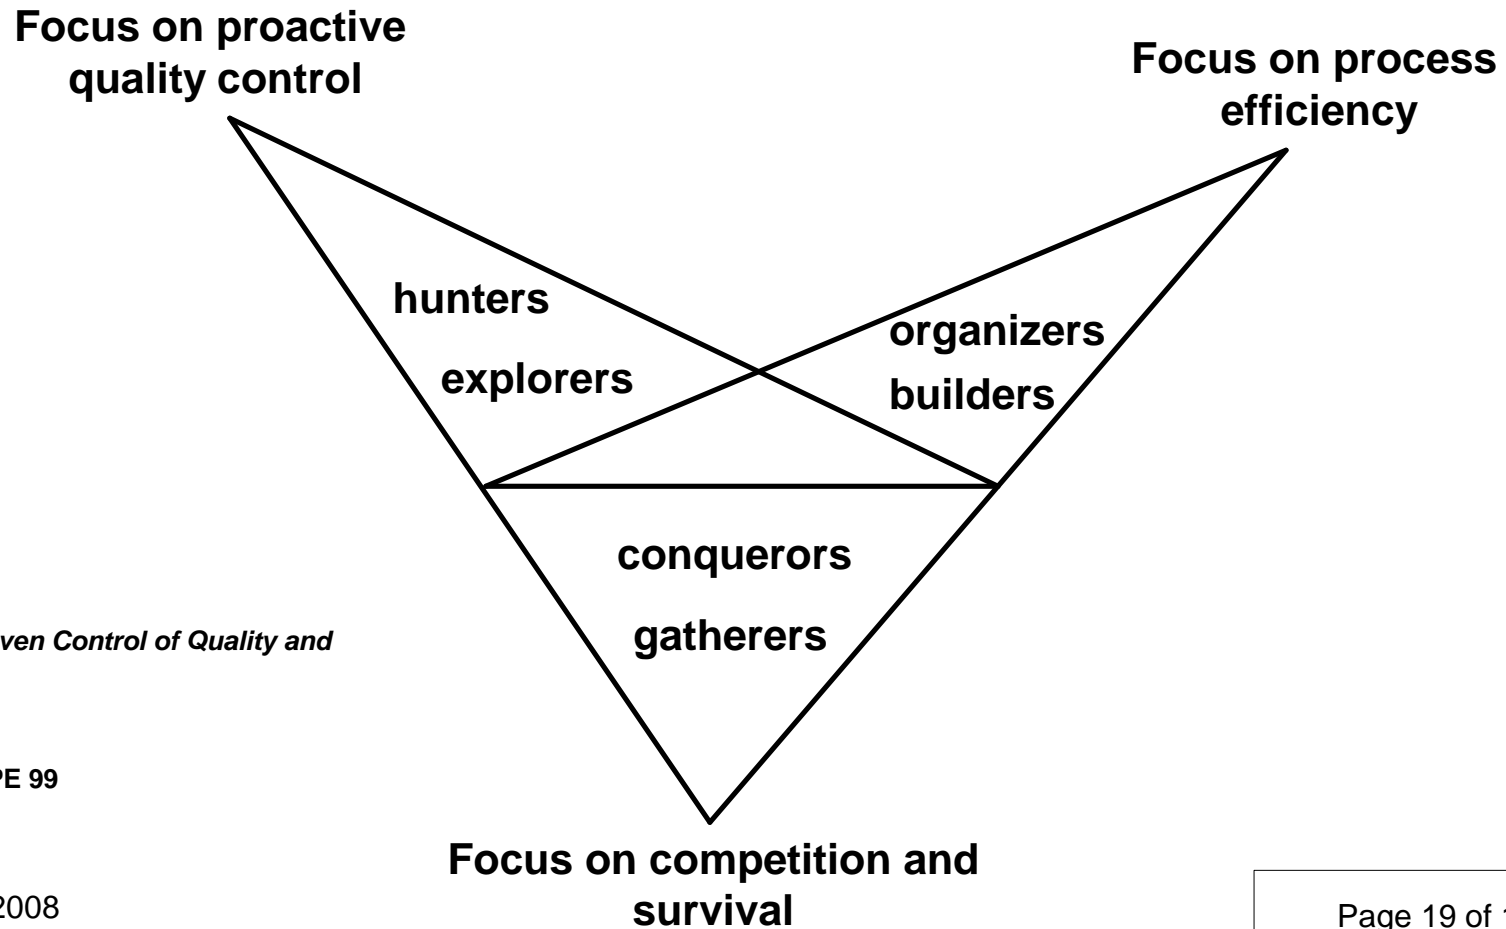 Focus on proactive
quality control
Focus on process
efficiency
hunters
explorers
organizers
builders
conquerors
gatherers
ven Control of Quality and
PE 99
Focus on competition and
survival
2008
Page 19 of 1